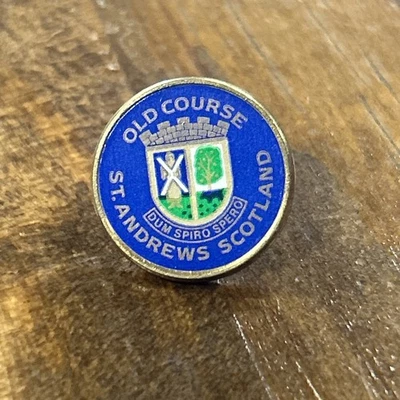 OLD COURSE
DUM SPIRO SPERO
ST. ANDREWS SCOTLAND